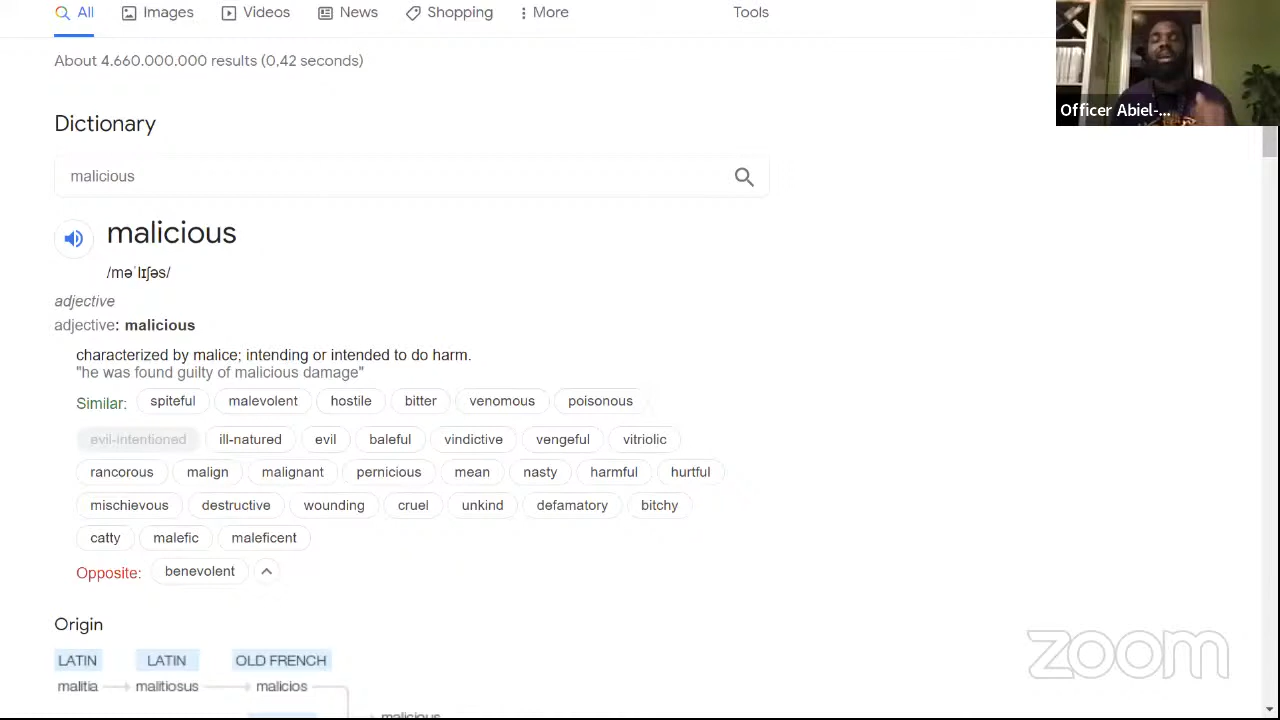 All Images Videos News Shopping More Tools
About 4.660.000.000 results (0,42 seconds)
Officer Abiel-...
Dictionary
malicious
malicious
/məˈlɪʃəs/
adjective
adjective: malicious
characterized by malice; intending or intended to do harm.
"he was found guilty of malicious damage"
Similar: spiteful malevolent hostile bitter venomous poisonous
evil-intentioned ill-natured evil baleful vindictive vengeful vitriolic
rancorous malign malignant pernicious mean nasty harmful hurtful
mischievous destructive wounding cruel unkind defamatory bitchy
catty malefic maleficent
Opposite: benevolent
Origin
LATIN LATIN OLD FRENCH
malitia malitiosus malicios
malicious
zoom